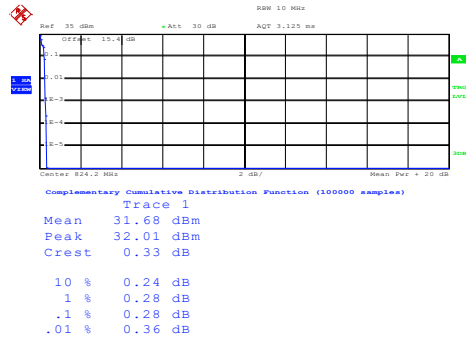 RBW 10 MHz
Ref 35 dBm Att 30 dB AQT 3.125 ms
Offset 15.4 dB
0.1
A
0.01
1 SA
VIEW
TRG
LVL
1E-3
1E-4
1E-5
3DB
Center 824.2 MHz 2 dB/ Mean Pwr + 20 dB
Complementary Cumulative Distribution Function (100000 samples)
Trace 1
Mean 31.68 dBm
Peak 32.01 dBm
Crest 0.33 dB
10 % 0.24 dB
1 % 0.28 dB
.1 % 0.28 dB
.01 % 0.36 dB